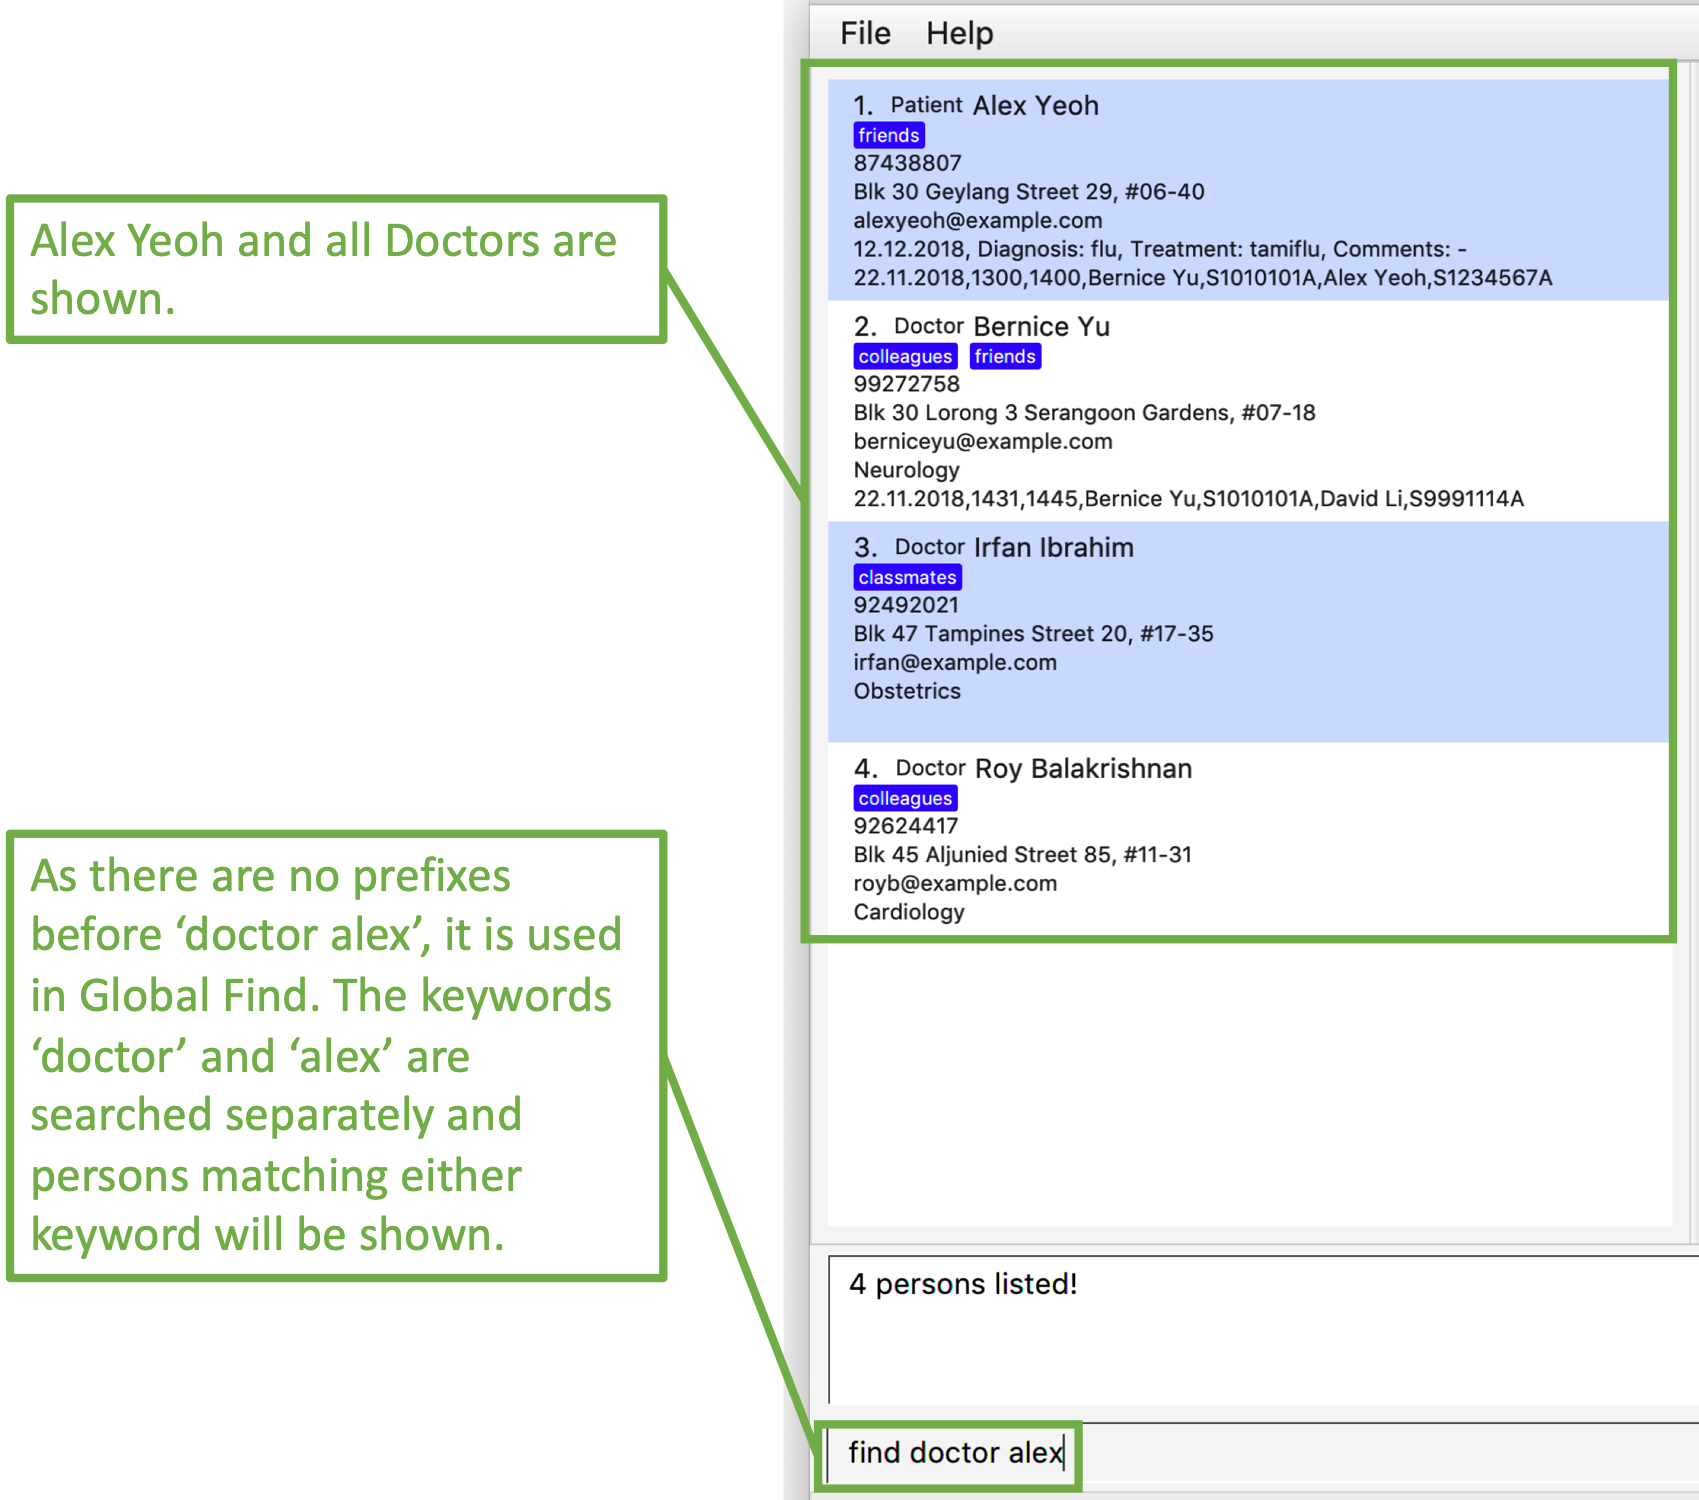 Alex Yeoh and all Doctors are
shown.
As there are no prefixes
before ‘doctor alex’, it is used
in Global Find. The keywords
‘doctor’ and ‘alex’ are
searched separately and
persons matching either
keyword will be shown.
File Help
1. Patient Alex Yeoh
friends
87438807
Blk 30 Geylang Street 29, #06-40
alexyeoh@example.com
12.12.2018, Diagnosis: flu, Treatment: tamiflu, Comments: -
22.11.2018,1300,1400,Bernice Yu,S1010101A,Alex Yeoh,S1234567A
2. Doctor Bernice Yu
colleagues friends
99272758
Blk 30 Lorong 3 Serangoon Gardens, #07-18
berniceyu@example.com
Neurology
22.11.2018,1431,1445,Bernice Yu,S1010101A,David Li,S9991114A
3. Doctor Irfan Ibrahim
classmates
92492021
Blk 47 Tampines Street 20, #17-35
irfan@example.com
Obstetrics
4. Doctor Roy Balakrishnan
colleagues
92624417
Blk 45 Aljunied Street 85, #11-31
royb@example.com
Cardiology
4 persons listed!
find doctor alex